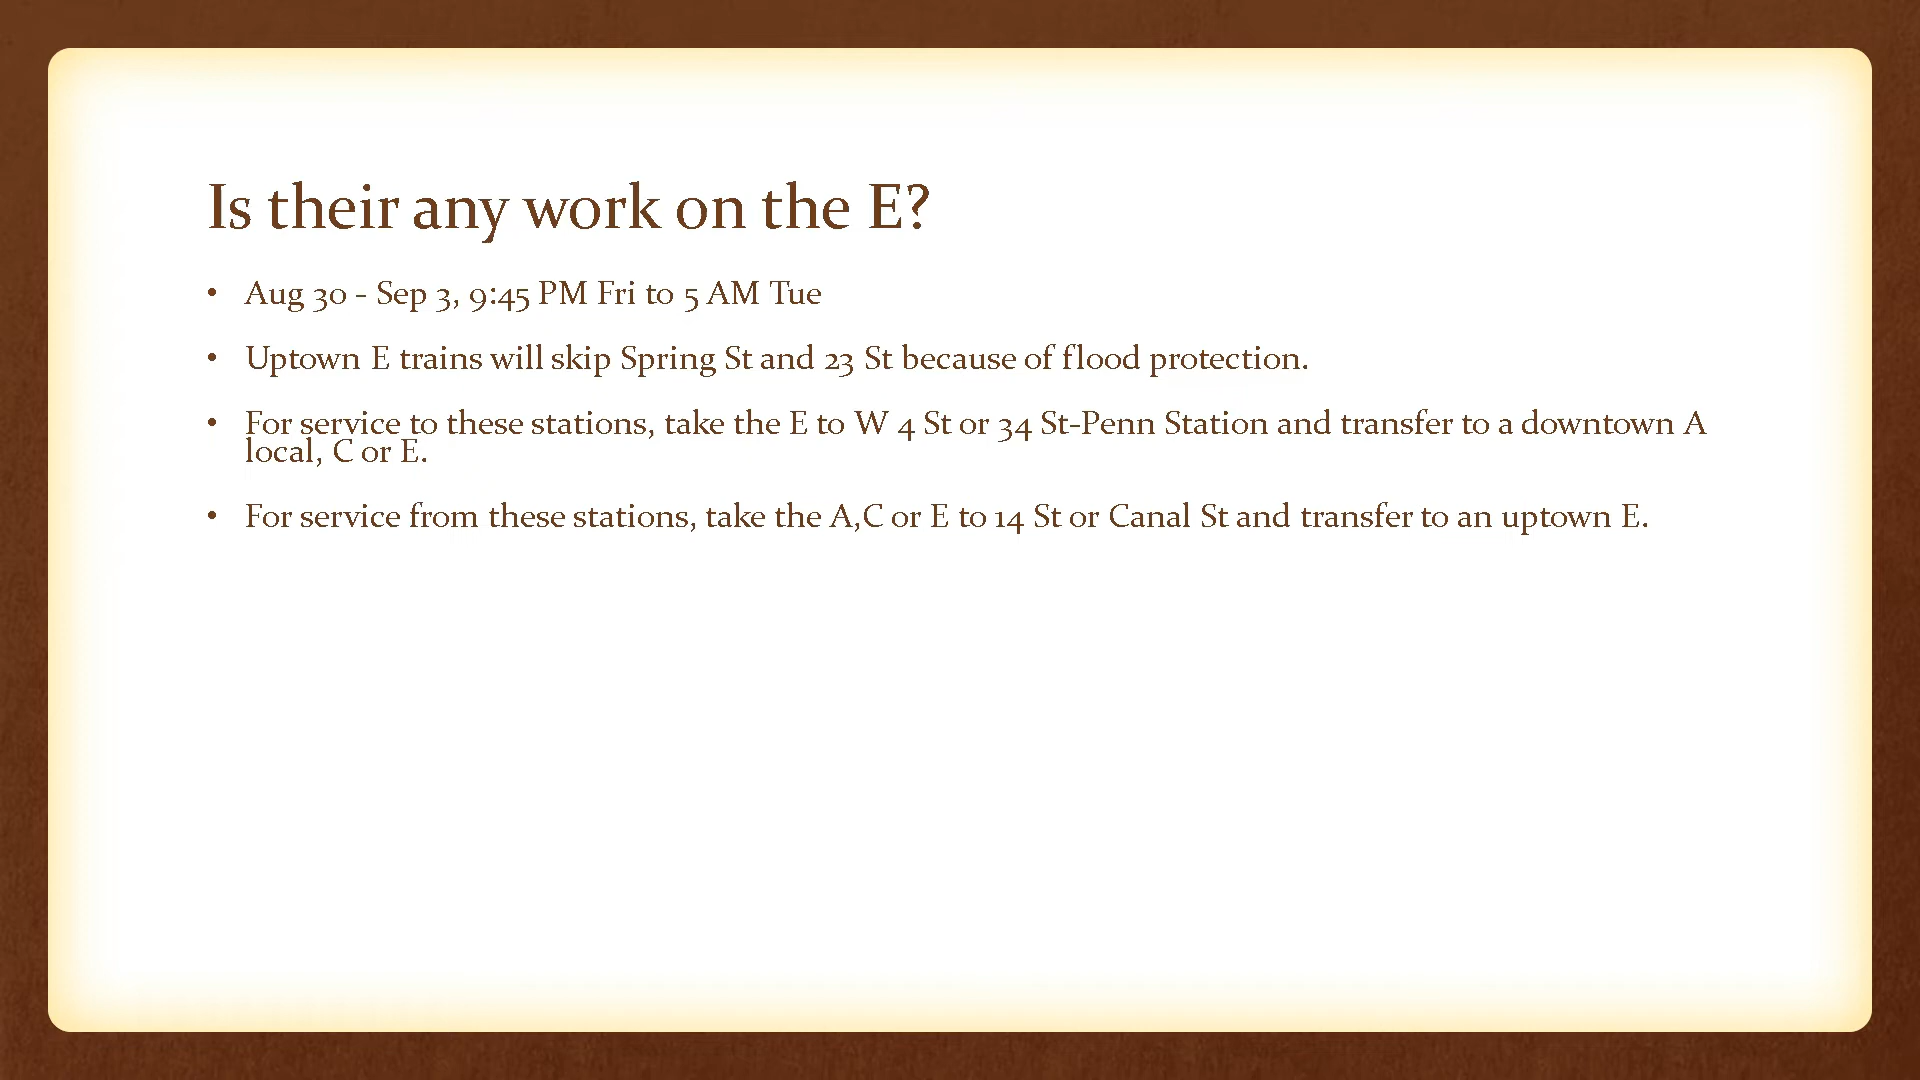 Is their any work on the E?
• Aug 30 - Sep 3, 9:45 PM Fri to 5 AM Tue
• Uptown E trains will skip Spring St and 23 St because of flood protection.
• For service to these stations, take the E to W 4 St or 34 St-Penn Station and transfer to a downtown A
local, C or E.
• For service from these stations, take the A,C or E to 14 St or Canal St and transfer to an uptown E.